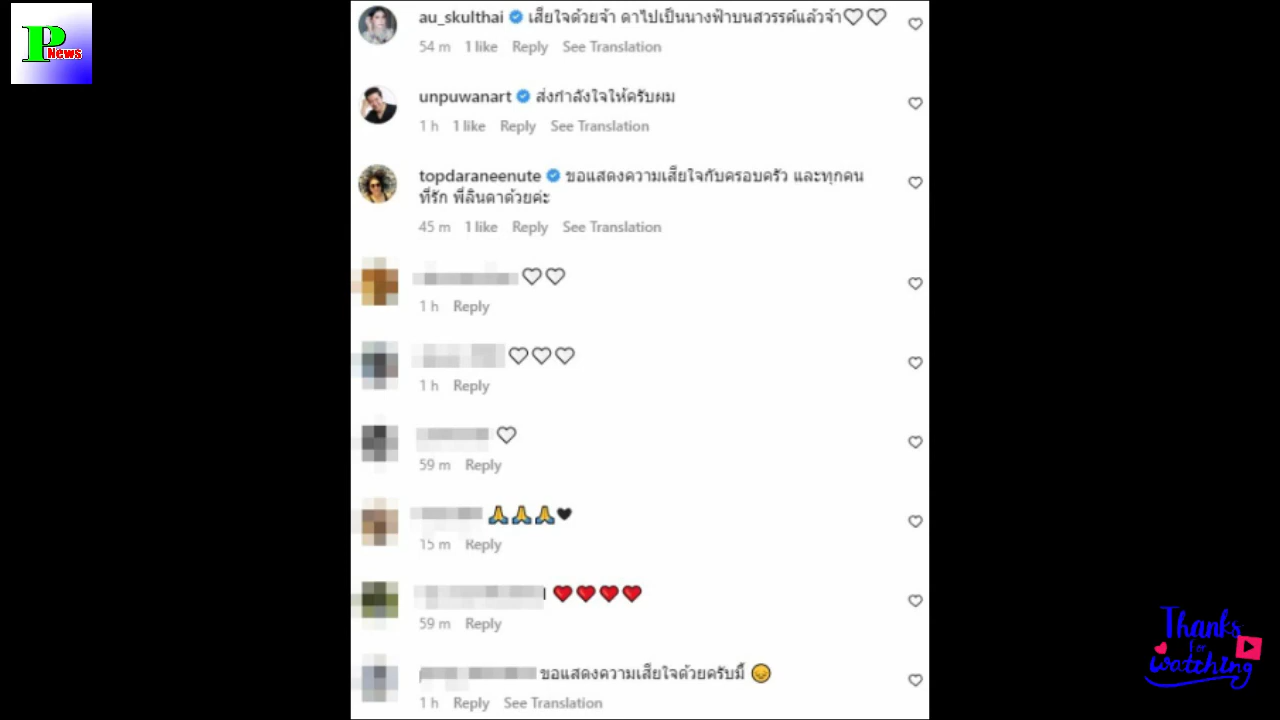 P
News
au_skulthai เสียใจด้วยจ้า ดาไปเป็นนางฟ้าบนสวรรค์แล้วจ้า♡♡
54 m 1 like Reply See Translation
unpuwanart ส่งกำลังใจให้ครับผม
1 h 1 like Reply See Translation
topdaraneenute ขอแสดงความเสียใจกับครอบครัว และทุกคน
ที่รัก พี่ลินดาด้วยค่ะ
45 m 1 like Reply See Translation
♡♡
1 h Reply
♡♡♡
1 h Reply
♡
59 m Reply
🙏🙏🙏🖤
15 m Reply
❤️❤️❤️❤️
59 m Reply
ขอแสดงความเสียใจด้วยครับมี้ 😞
1 h Reply See Translation
Thanks
for
watching